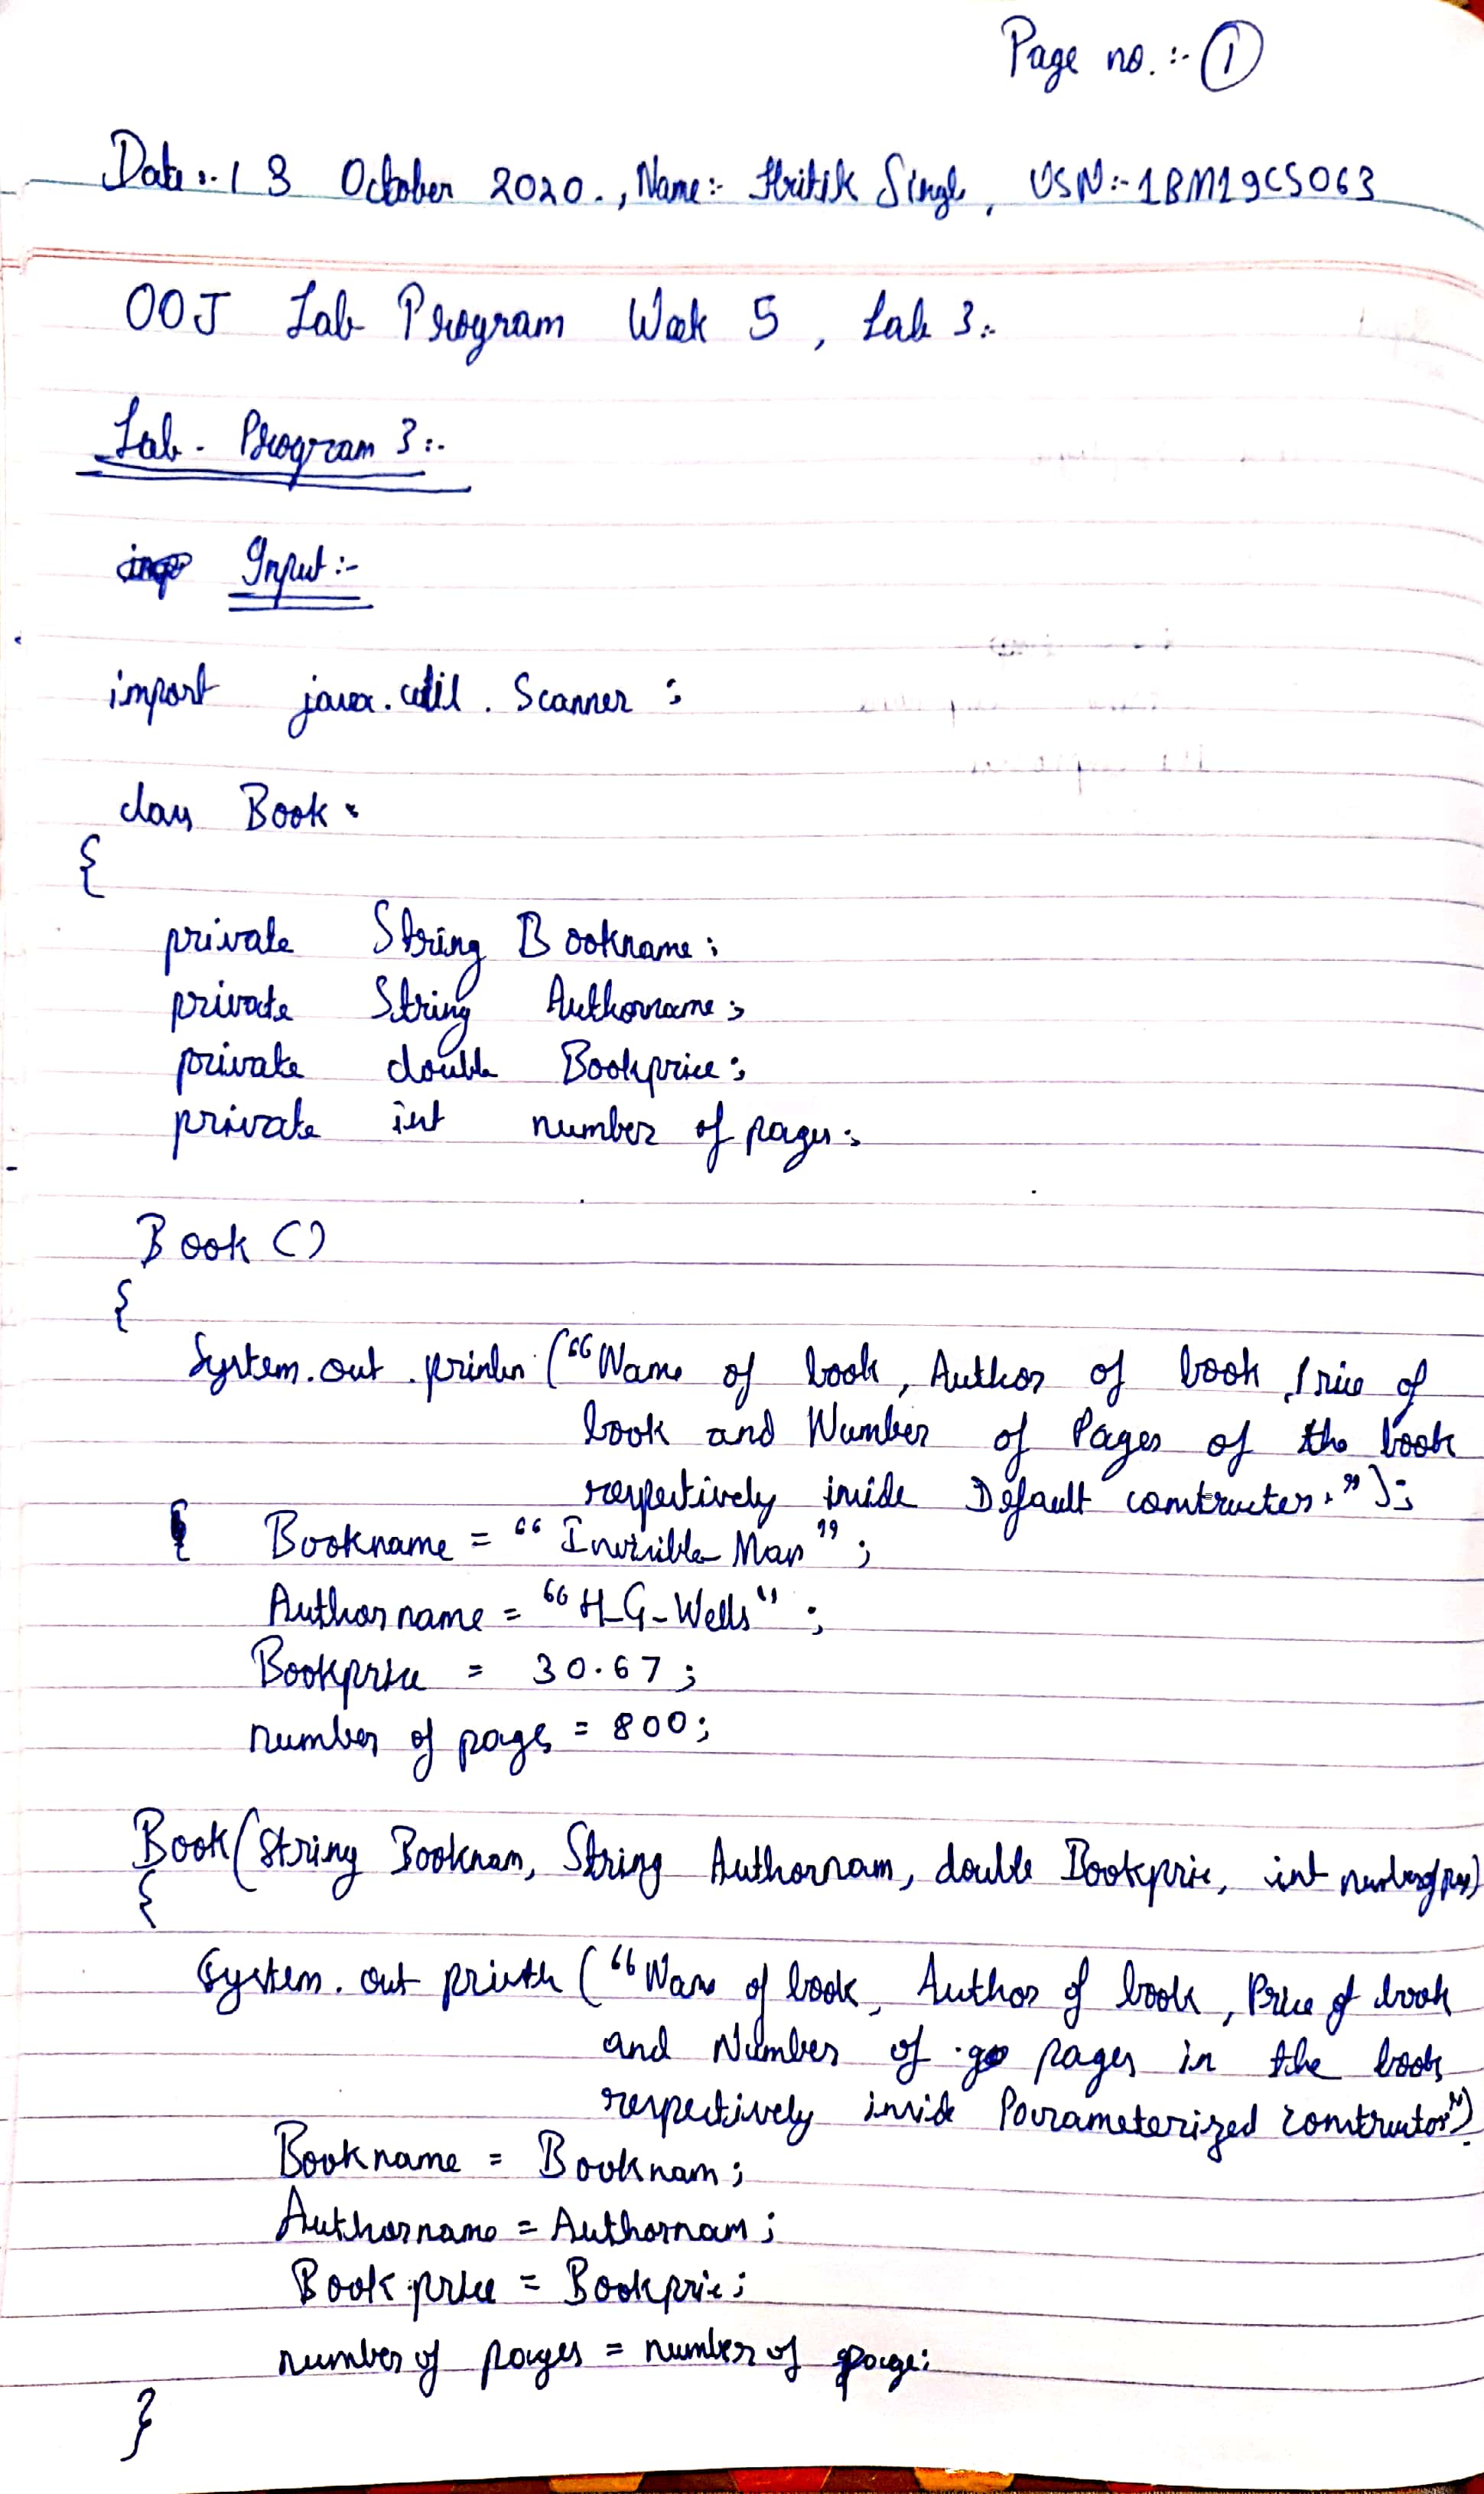 Page no. :- 1
Date :- 13 October 2020. , Name :- Hritik Singh, USN :- 1BM19CS063
OOJ Lab Program Week 5 , Lab 3 :-
Lab - Program 3 :-
Input :-
import java.util.Scanner ;
class Book
{
private String Bookname ;
private String Authorname ;
private double Bookprice ;
private int number of pages ;
Book ()
{
System.out.println ("Name of book, Author of book, Price of
book and Number of Pages of the book
respectively inside Default constructer.") ;
Bookname = "Invisible Man" ;
Authorname = "H_G_Wells" ;
Bookprice = 30.67 ;
number of pages = 800 ;
Book (String Booknam, String Authornam, double Bookpric, int
{
System. out println ("Name of book, Author of book, Price of book
and Number of pages in the book
respectively inside Parameterized constructor")
Bookname = Booknam ;
Authorname = Authornam ;
Bookprice = Bookpric ;
number of pages = number of page ;
}